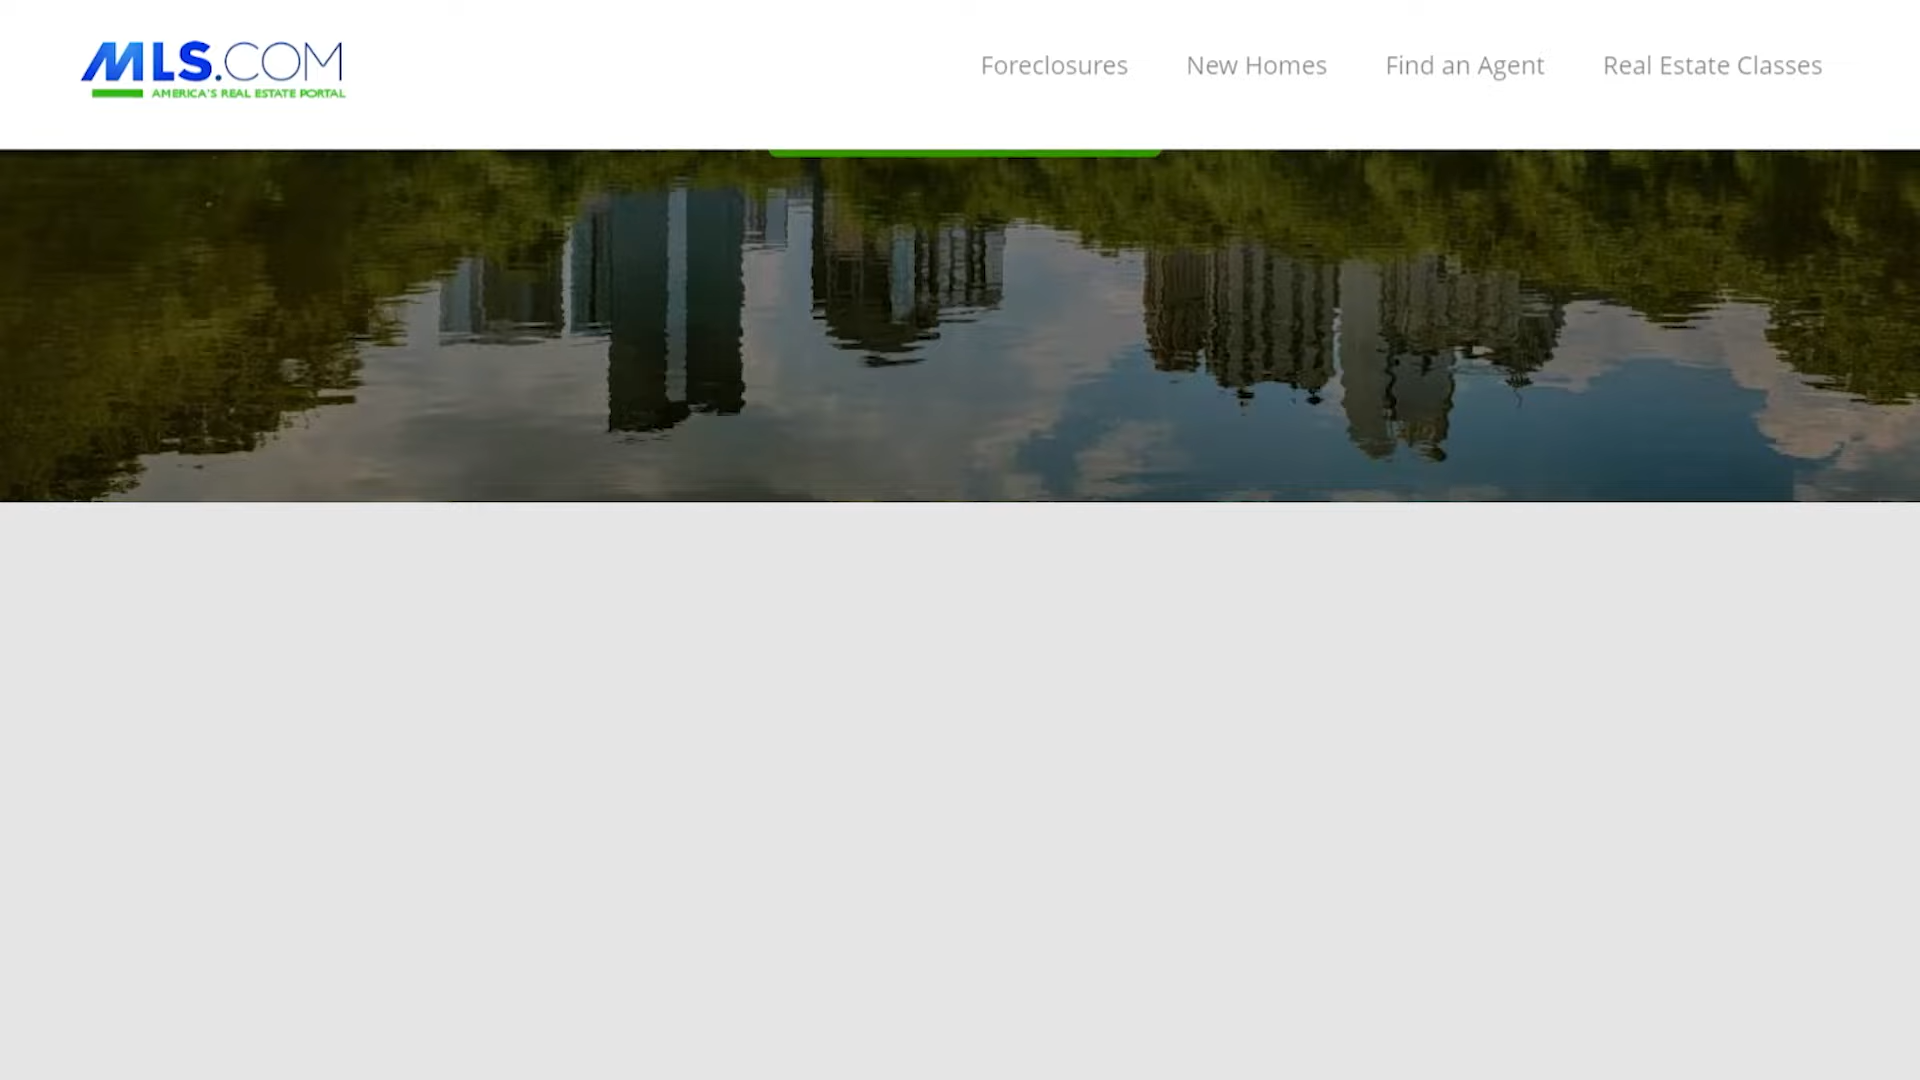 MLS.COM
AMERICA'S REAL ESTATE PORTAL
Foreclosures New Homes Find an Agent Real Estate Classes